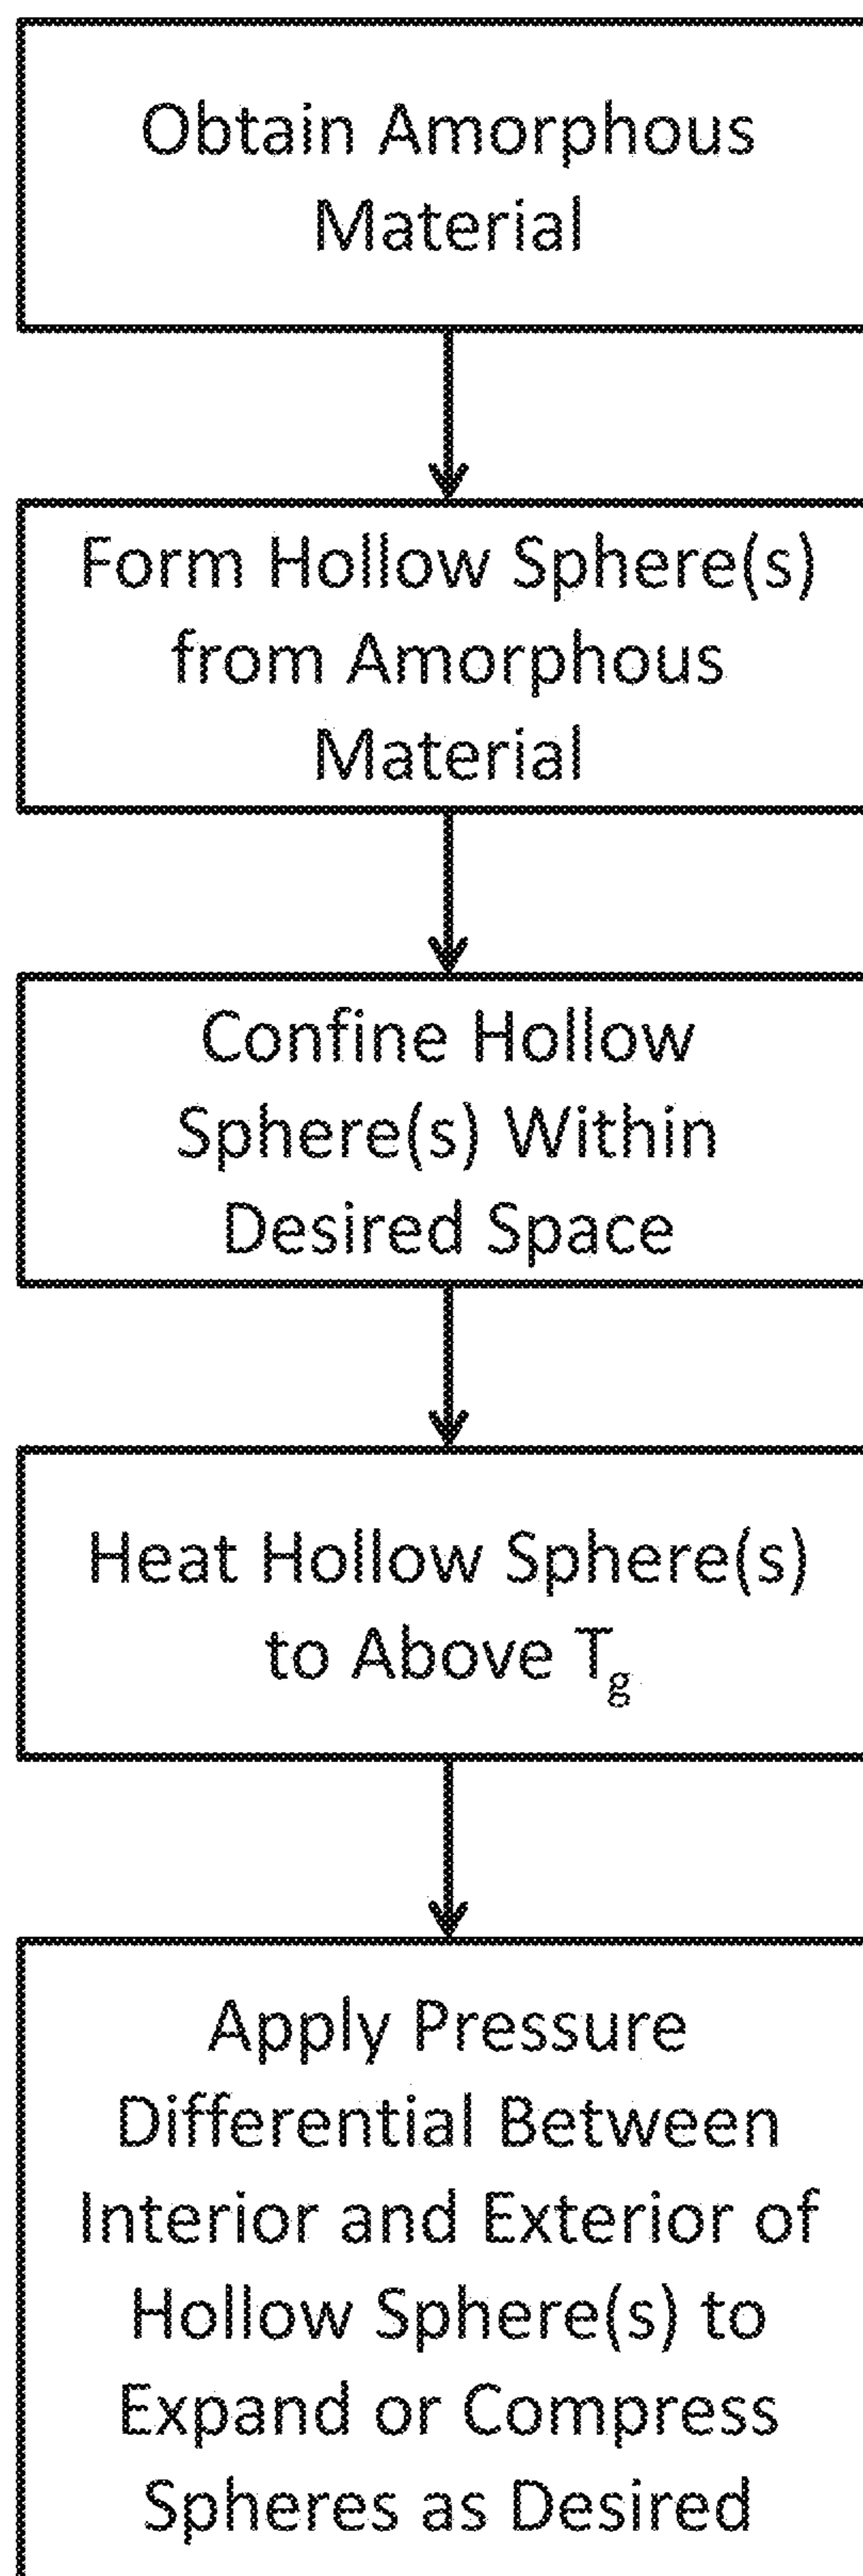 Obtain Amorphous
Material
Form Hollow Sphere(s)
from Amorphous
Material
Confine Hollow
Sphere(s) Within
Desired Space
Heat Hollow Sphere(s)
to Above Tg
Apply Pressure
Differential Between
Interior and Exterior of
Hollow Sphere(s) to
Expand or Compress
Spheres as Desired